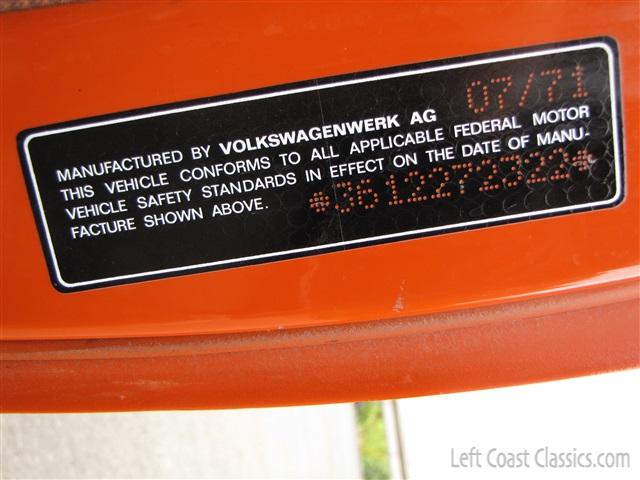 07/71
MANUFACTURED BY VOLKSWAGENWERK AG
THIS VEHICLE CONFORMS TO ALL APPLICABLE FEDERAL MOTOR
VEHICLE SAFETY STANDARDS IN EFFECT ON THE DATE OF MANU-
FACTURE SHOWN ABOVE.
*3612272322*
Left Coast Classics.com